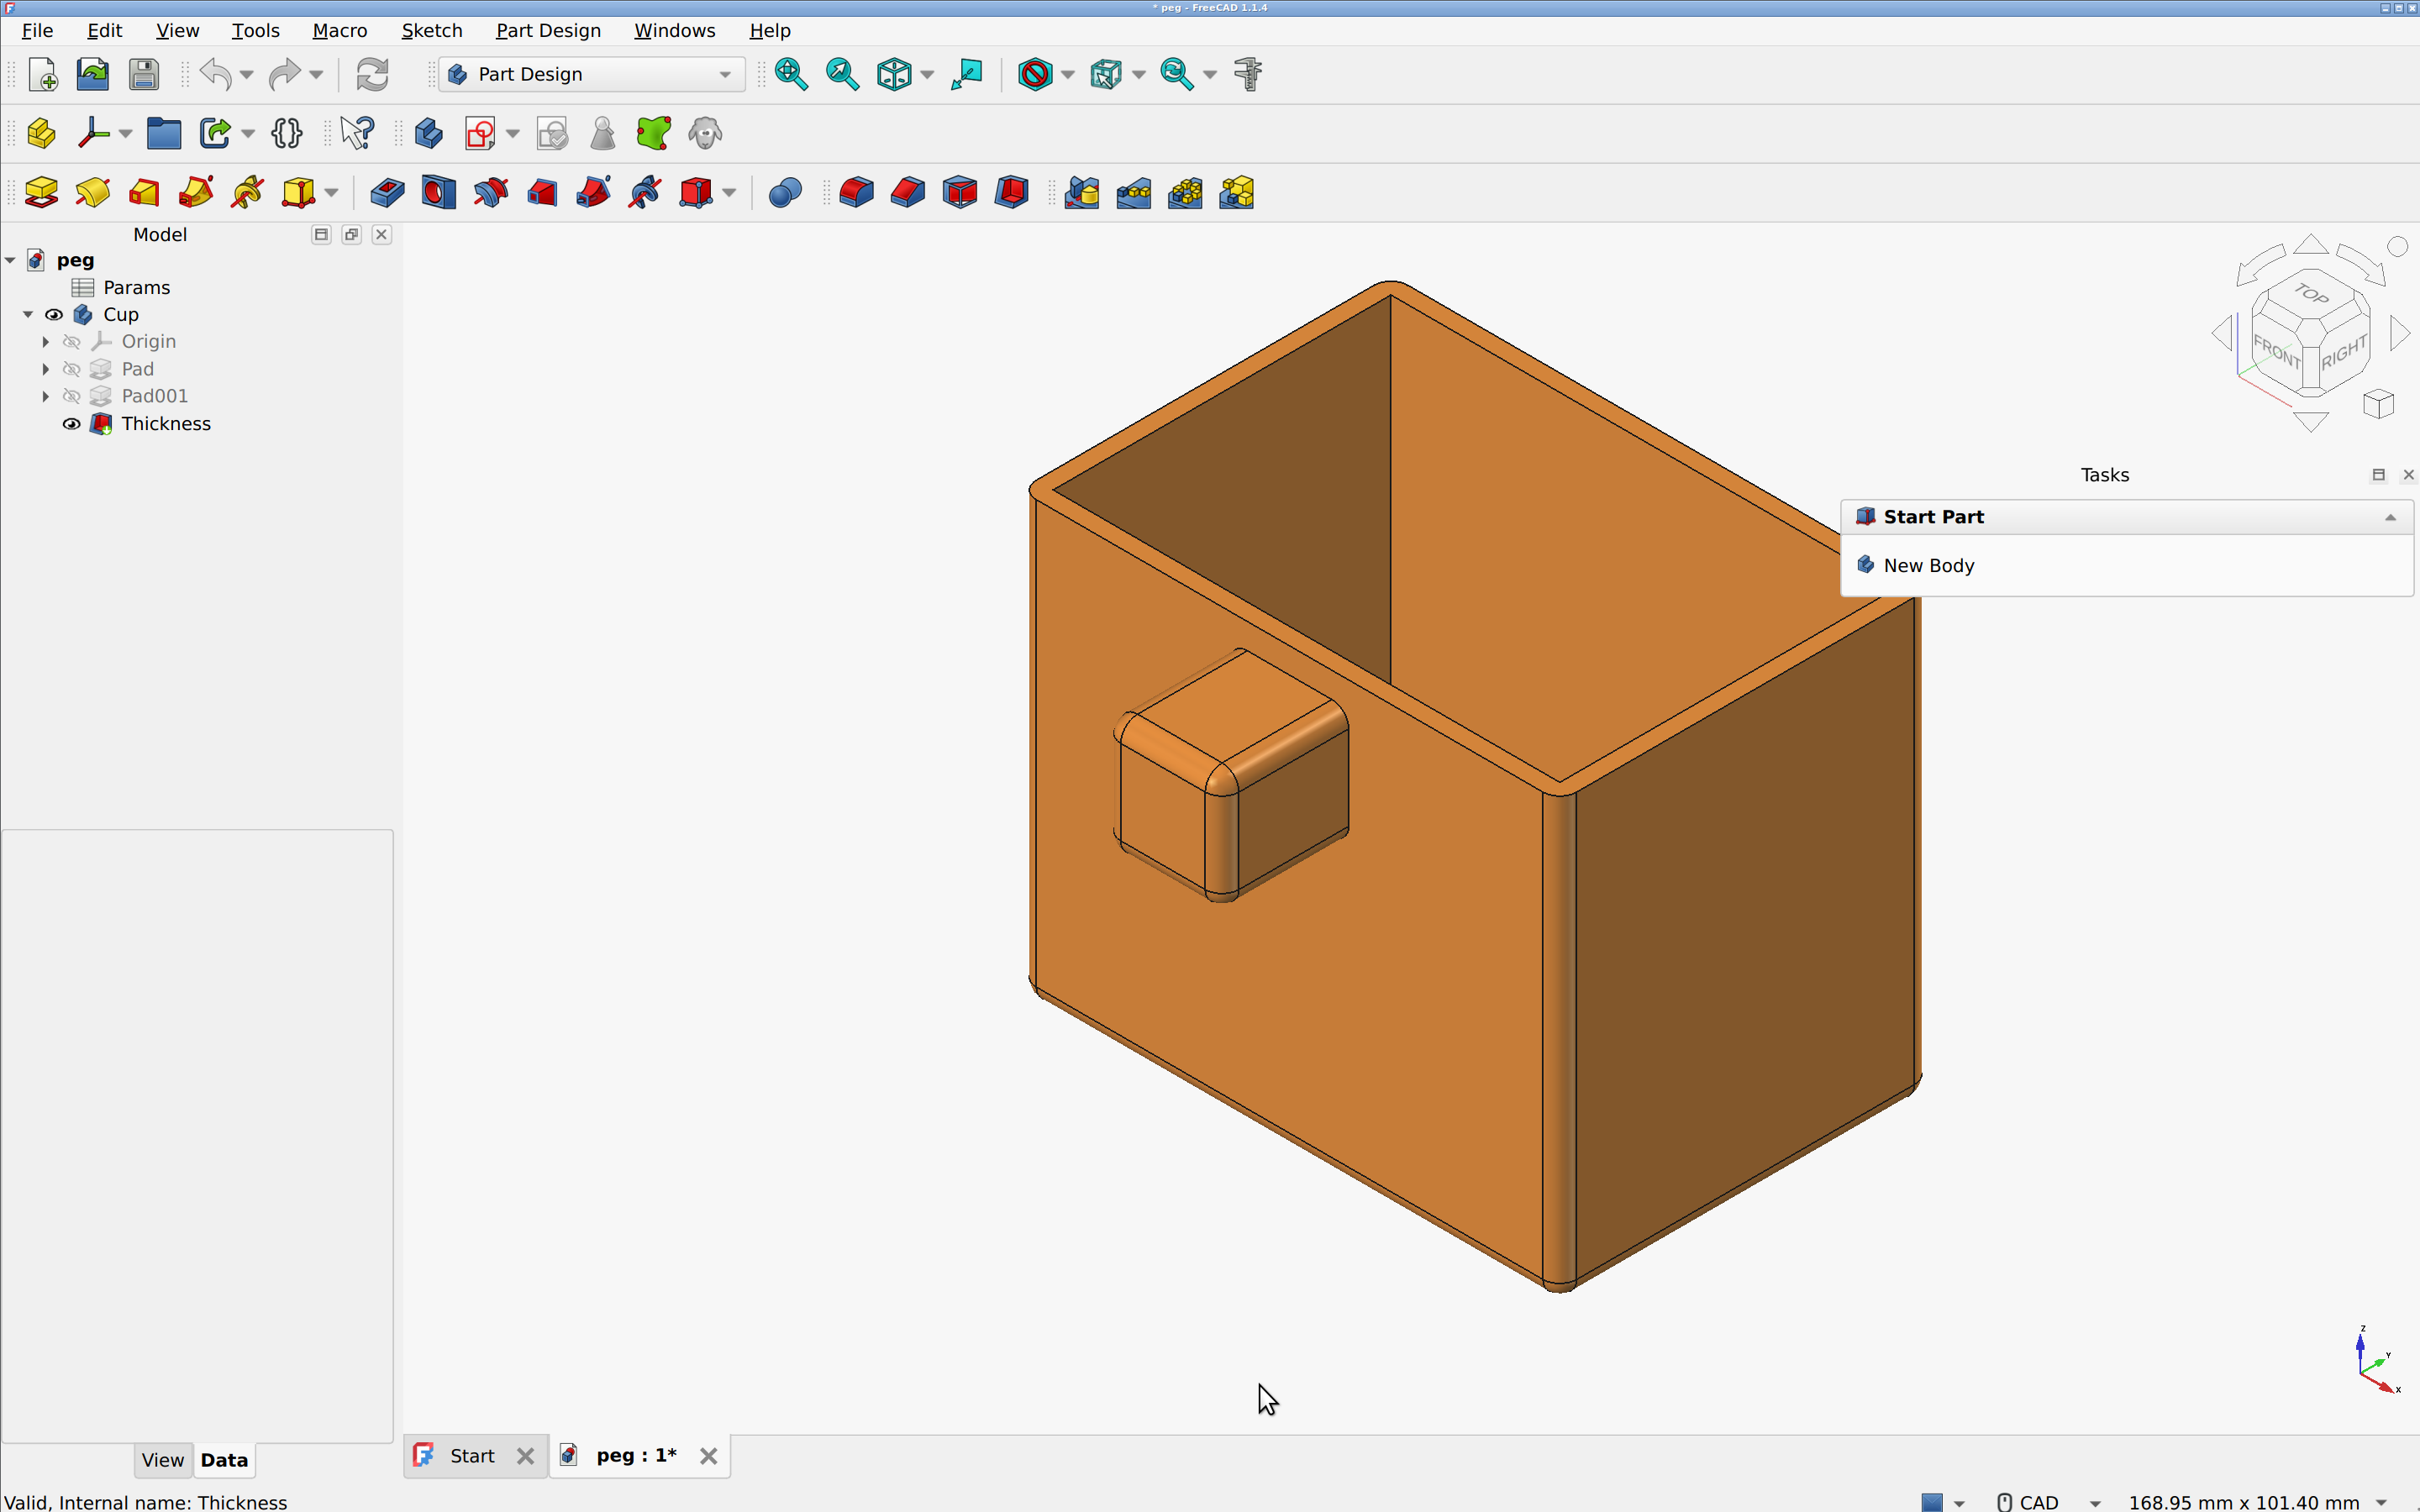 * peg - FreeCAD 1.1.4
File Edit View Tools Macro Sketch Part Design Windows Help
Part Design
Model
peg
Params
Cup
Origin
Pad
Pad001
Thickness
TOP
FRONT RIGHT
Tasks
Start Part
New Body
Z
Y
X
View Data
Start
peg : 1*
Valid, Internal name: Thickness
CAD
168.95 mm x 101.40 mm